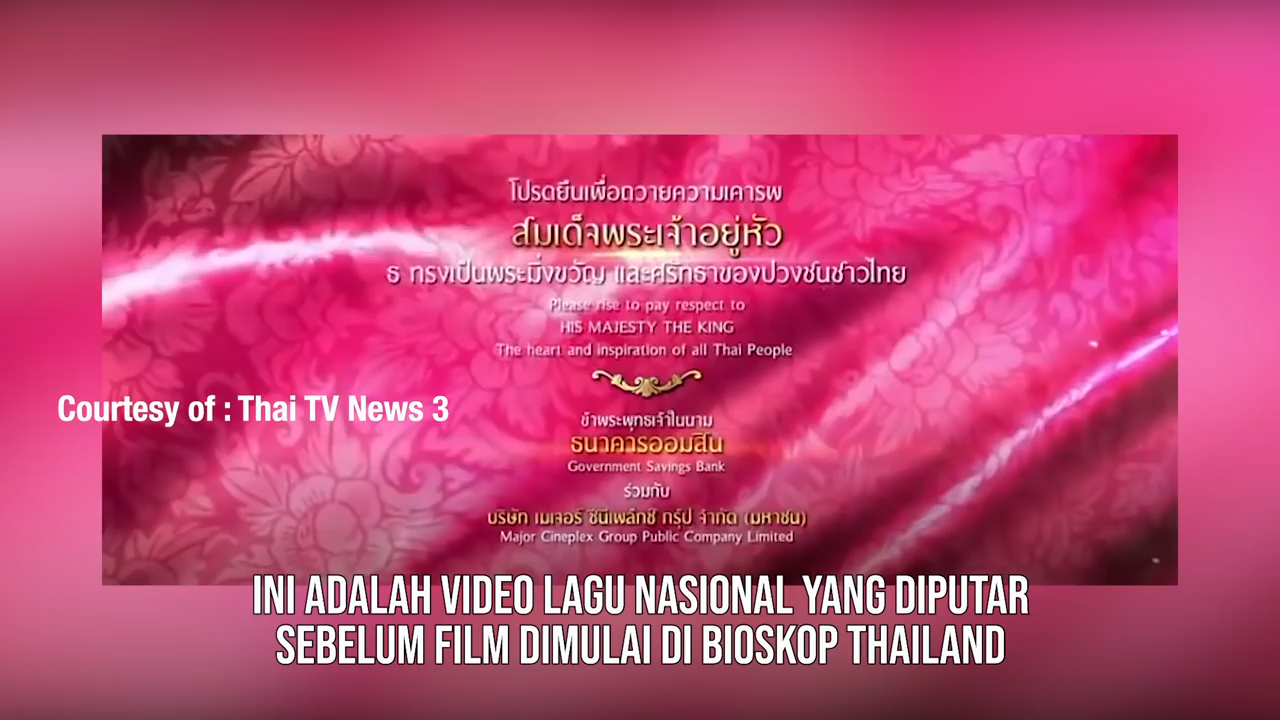 โปรดยืนเพื่อถวายความเคารพ
สมเด็จพระเจ้าอยู่หัว
ธ ทรงเป็นพระมิ่งขวัญ และศรัทธาของปวงชนชาวไทย
Please rise to pay respect to
HIS MAJESTY THE KING
The heart and inspiration of all Thai People
Courtesy of : Thai TV News 3
ข้าพระพุทธเจ้าในนาม
ธนาคารออมสิน
Government Savings Bank
ร่วมกับ
บริษัท เมเจอร์ ซีนีเพล็กซ์ กรุ้ป จำกัด (มหาชน)
Major Cineplex Group Public Company Limited
INI ADALAH VIDEO LAGU NASIONAL YANG DIPUTAR
SEBELUM FILM DIMULAI DI BIOSKOP THAILAND